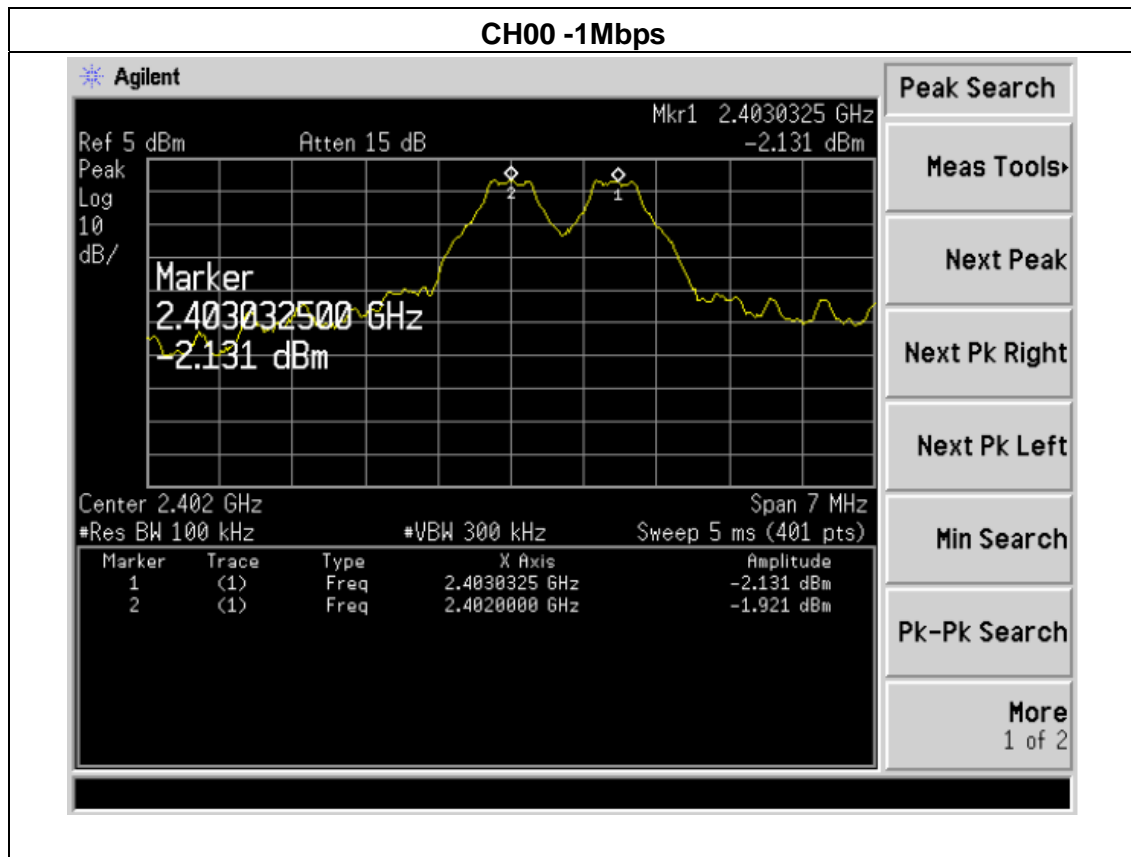 CH00 -1Mbps
Agilent
Peak Search
Mkr1 2.4030325 GHz
Ref 5 dBm Atten 15 dB -2.131 dBm
Peak
Log
10
dB/
2
1
Marker
2.403032500 GHz
-2.131 dBm
Center 2.402 GHz Span 7 MHz
#Res BW 100 kHz #VBW 300 kHz Sweep 5 ms (401 pts)
Marker Trace Type X Axis Amplitude
1 (1) Freq 2.4030325 GHz -2.131 dBm
2 (1) Freq 2.4020000 GHz -1.921 dBm
Meas Tools
Next Peak
Next Pk Right
Next Pk Left
Min Search
Pk-Pk Search
More
1 of 2